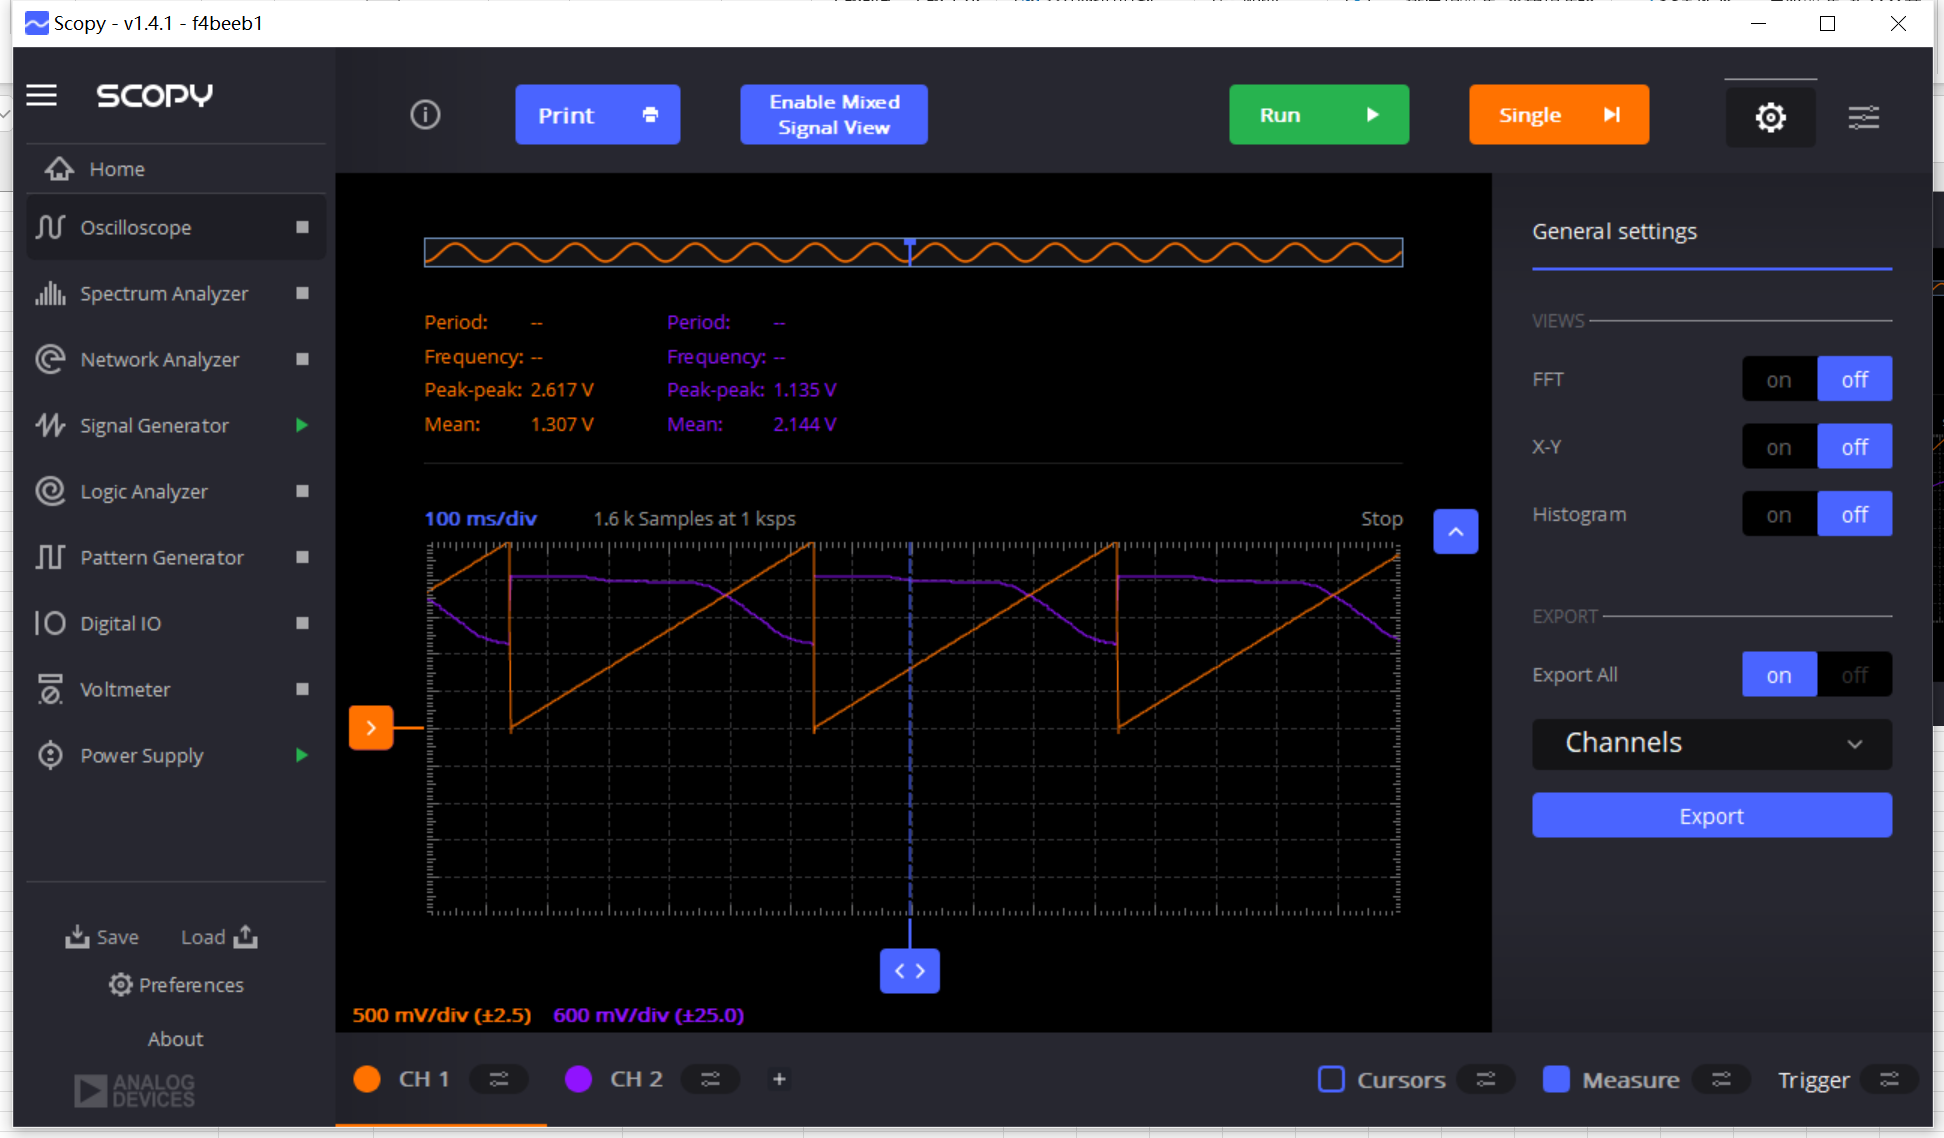 Scopy - v1.4.1 - f4beeb1
SCOPY
Print
Enable Mixed
Signal View
Run
Single
Home
Oscilloscope
Spectrum Analyzer
Network Analyzer
Signal Generator
Logic Analyzer
Pattern Generator
Digital IO
Voltmeter
Power Supply
Save
Load
Preferences
About
ANALOG
DEVICES
Period: --
Period: --
Frequency: --
Frequency: --
Peak-peak: 2.617 V
Peak-peak: 1.135 V
Mean: 1.307 V
Mean: 2.144 V
100 ms/div
1.6 k Samples at 1 ksps
Stop
500 mV/div (±2.5)
600 mV/div (±25.0)
General settings
VIEWS
FFT on off
X-Y on off
Histogram on off
EXPORT
Export All on off
Channels
Export
CH 1
CH 2
+
Cursors
Measure
Trigger